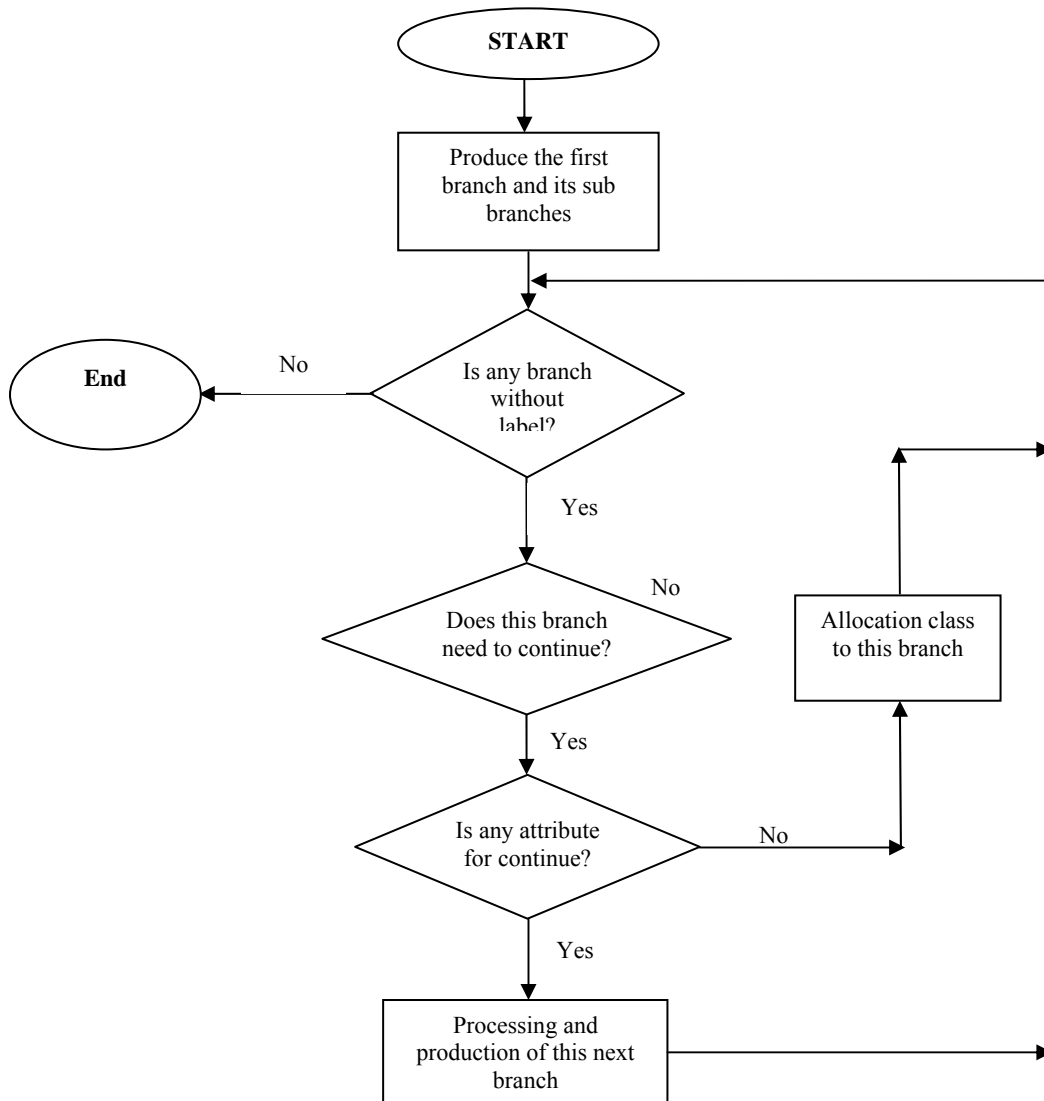 START
Produce the first
branch and its sub
branches
No
End
Is any branch
without
label?
Yes
No
Does this branch
need to continue?
Allocation class
to this branch
Yes
Is any attribute
for continue?
No
Yes
Processing and
production of this next
branch